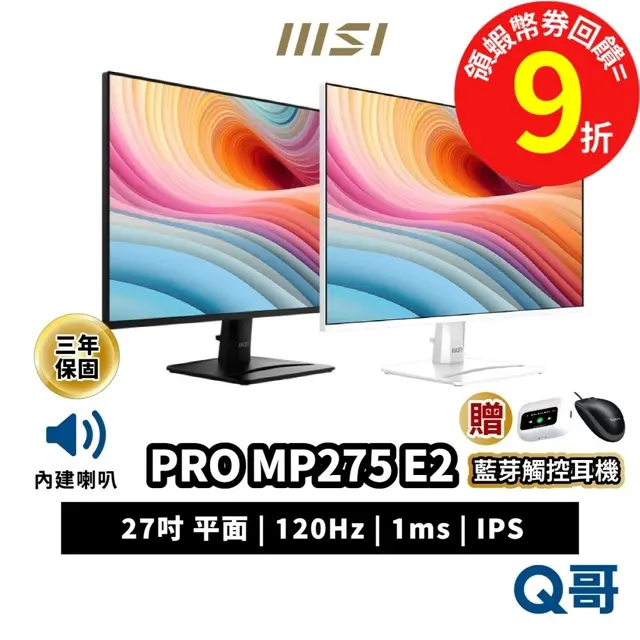 msi
領蝦幣券回饋=
9折
三年
保固
msi
內建喇叭
贈
PRO MP275 E2
藍芽觸控耳機
27吋 平面 | 120Hz | 1ms | IPS
Q哥